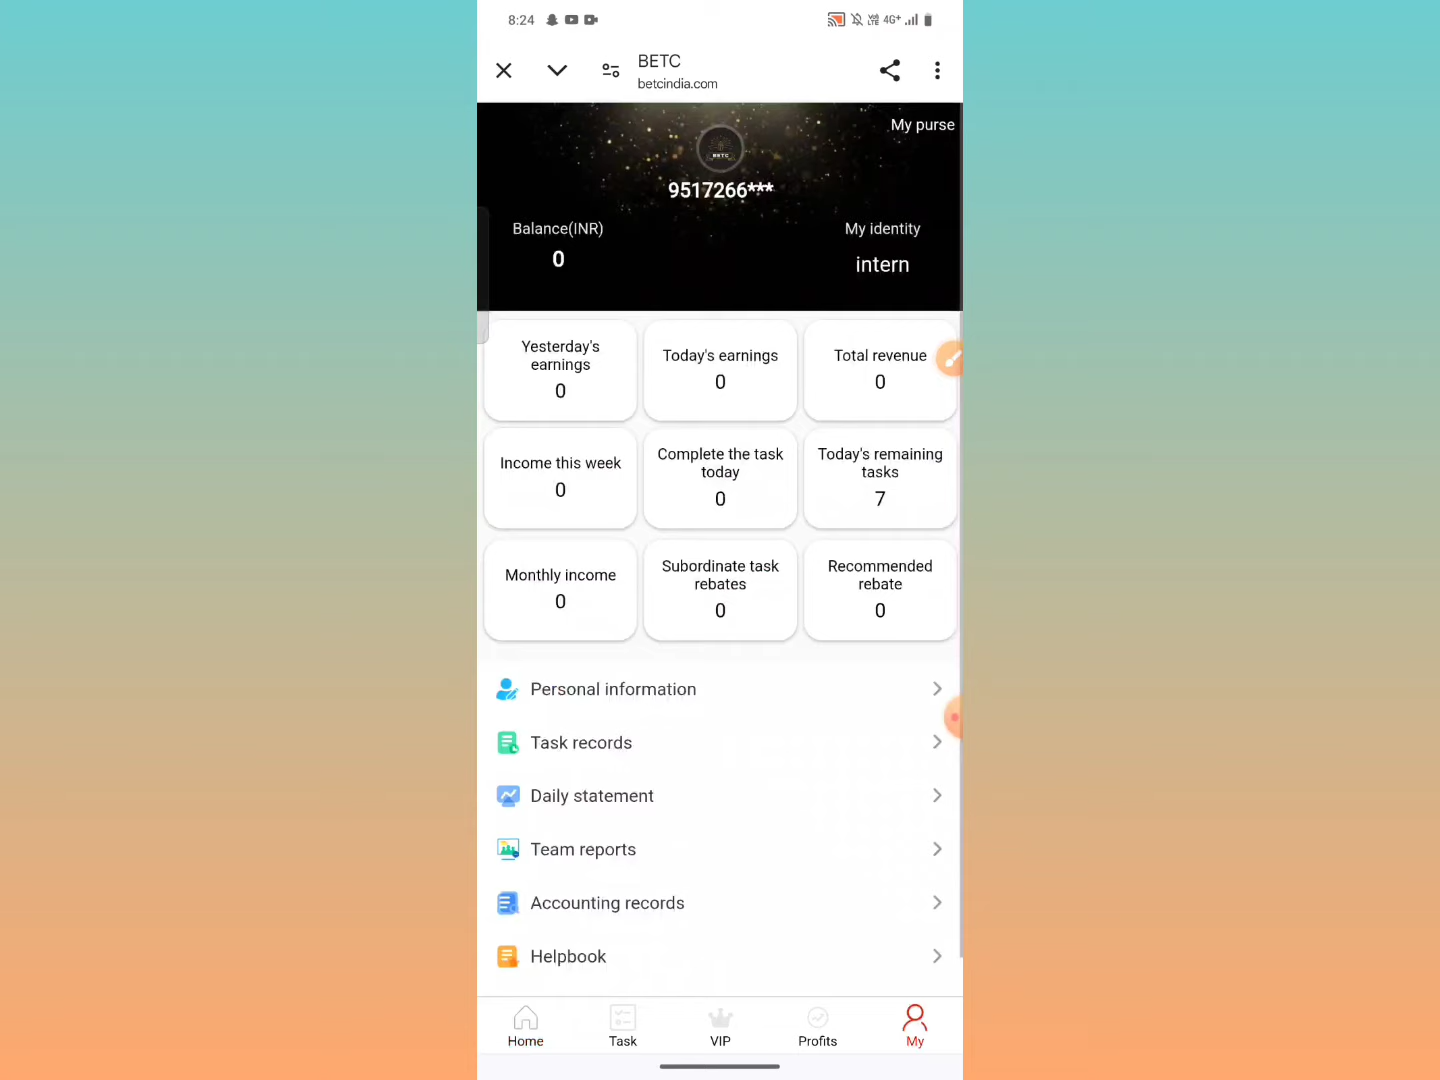 8:24
4G+
BETC
betcindia.com
My purse
BETC
9517266***
Balance(INR)
My identity
0
intern
Yesterday's
earnings
0
Today's earnings
0
Total revenue
0
Income this week
0
Complete the task
today
0
Today's remaining
tasks
7
Monthly income
0
Subordinate task
rebates
0
Recommended
rebate
0
Personal information
Task records
Daily statement
Team reports
Accounting records
Helpbook
Home
Task
VIP
Profits
My